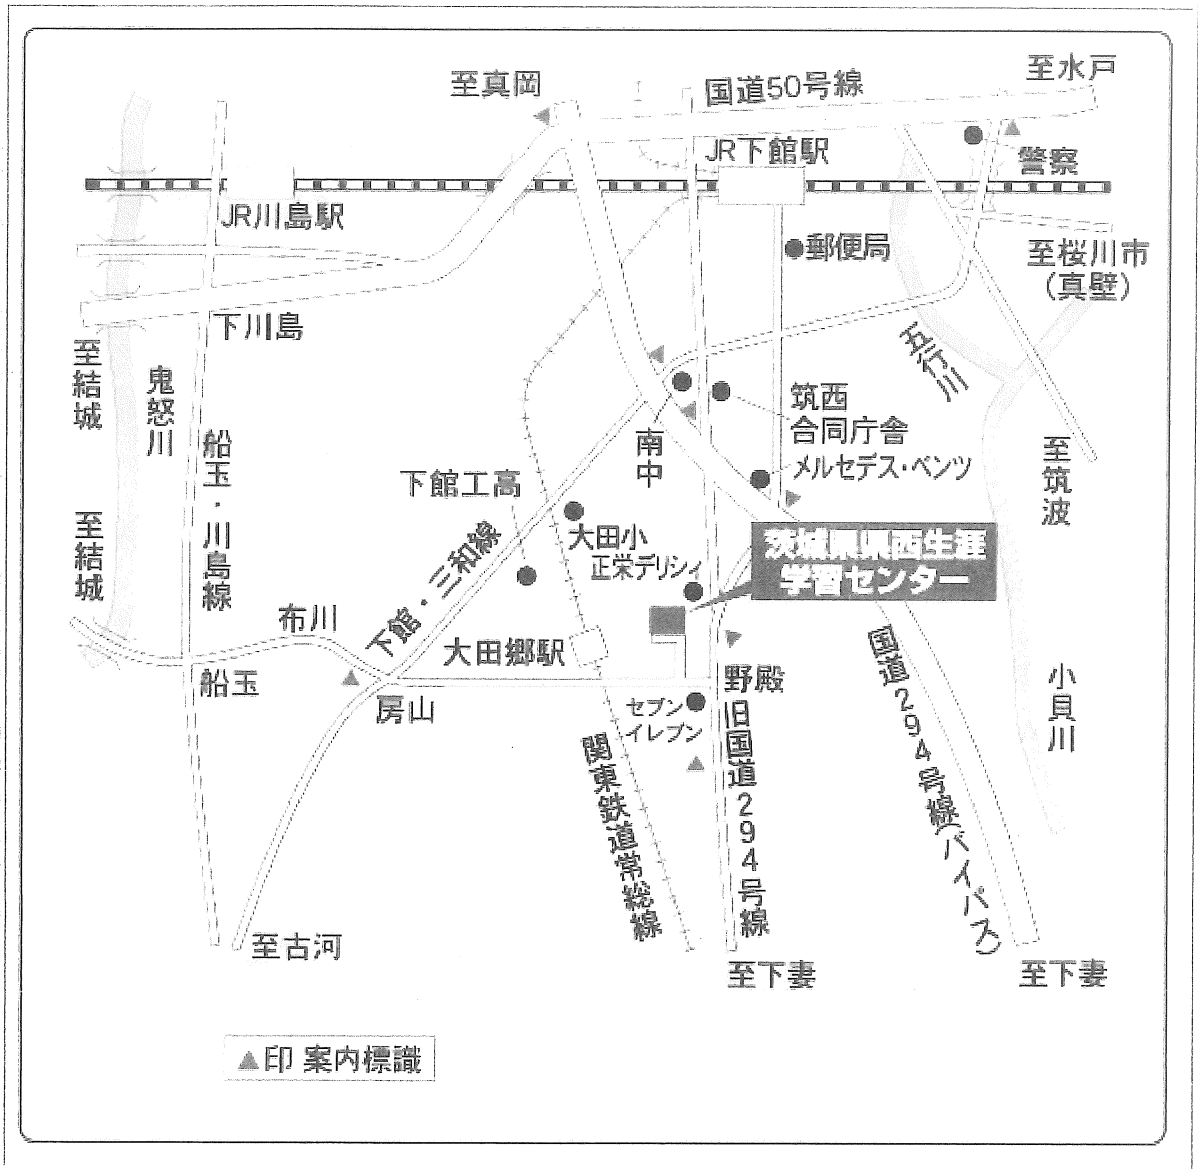 至真岡
国道50号線
至水戸
JR下館駅
警察
JR川島駅
郵便局
至桜川市
(真壁)
下川島
至結城
鬼怒川
五行川
筑西
合同庁舎
南中
船玉・川島線
メルセデス・ベンツ
至筑波
下館工高
至結城
大田小
正栄デリシィ
茨城県県西生涯
学習センター
下館・三和線
布川
大田郷駅
国道294号線(バイパス)
船玉
野殿
小貝川
房山
セブン
イレブン
旧国道294号線
関東鉄道常総線
至古河
至下妻
至下妻
▲印 案内標識